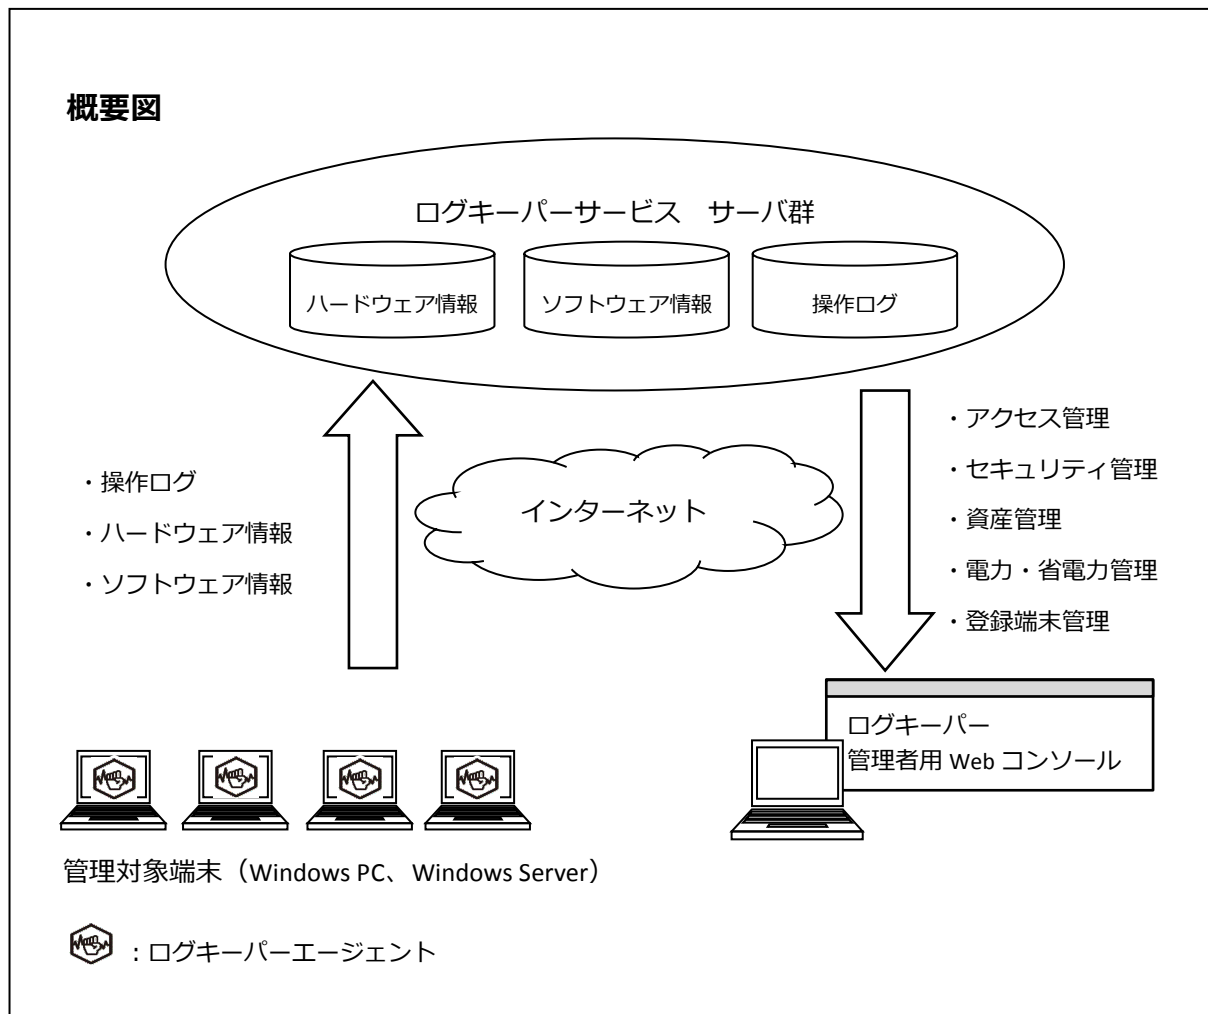 概要図
ログキーパーサービス　サーバ群
ハードウェア情報
ソフトウェア情報
操作ログ
・操作ログ
・ハードウェア情報
・ソフトウェア情報
インターネット
・アクセス管理
・セキュリティ管理
・資産管理
・電力・省電力管理
・登録端末管理
ログキーパー
管理者用 Web コンソール
管理対象端末（Windows PC、Windows Server）
：ログキーパーエージェント